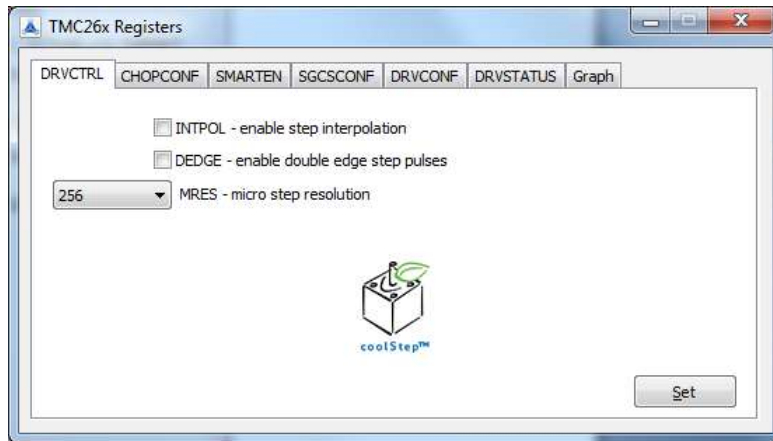 TMC26x Registers
DRVCTRL CHOPCONF SMARTEN SGCSCONF DRVCONF DRVSTATUS Graph
INTPOL - enable step interpolation
DEDGE - enable double edge step pulses
256 MRES - micro step resolution
coolStep™
Set